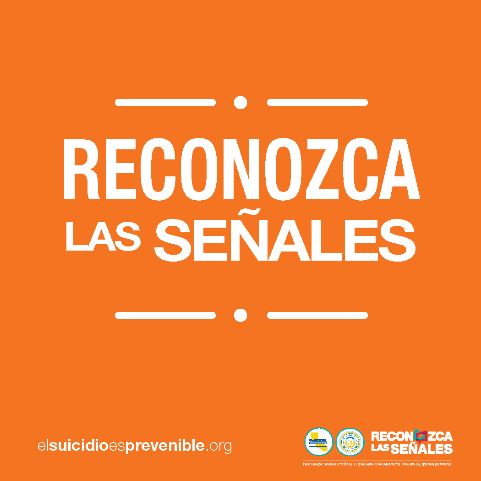 RECONOZCA
LAS SEÑALES
elsuicidioesprevenible.org
RECONOZCA
LAS SEÑALES